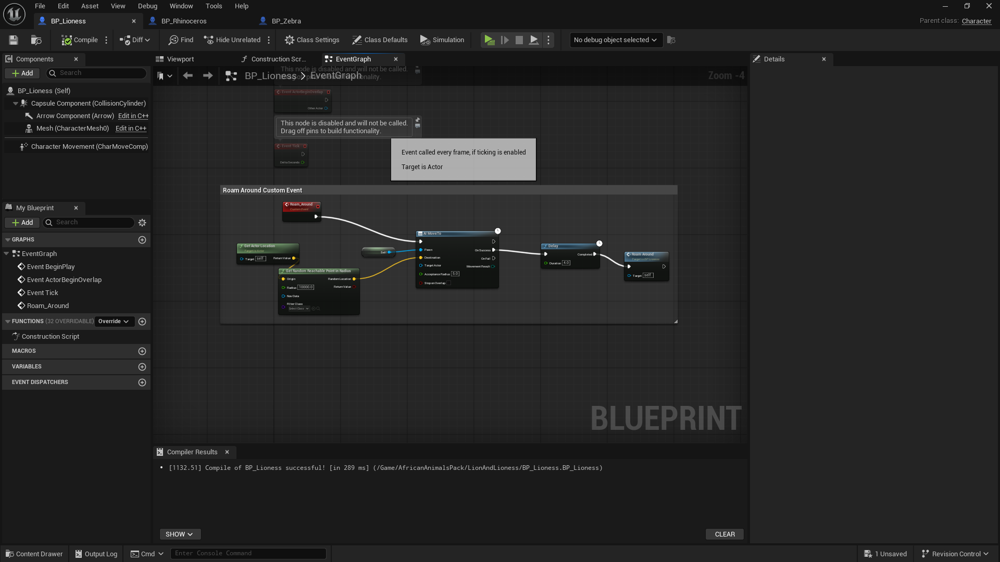 File Edit Asset View Debug Window Tools Help
BP_Lioness BP_Rhinoceros BP_Zebra Parent class: Character
Compile Diff Find Hide Unrelated Class Settings Class Defaults Simulation No debug object selected
Components
Add Search
BP_Lioness (Self)
Capsule Component (CollisionCylinder)
Arrow Component (Arrow) Edit in C++
Mesh (CharacterMesh0) Edit in C++
Character Movement (CharMoveComp)
My Blueprint
Add Search
GRAPHS
EventGraph
Event BeginPlay
Event ActorBeginOverlap
Event Tick
Roam_Around
FUNCTIONS (32 OVERRIDABLE) Override
Construction Script
MACROS
VARIABLES
EVENT DISPATCHERS
Viewport Construction Scr... EventGraph
This node is disabled and will not be called.
Drag off pins to build functionality.
BP_Lioness > EventGraph Zoom -4
Event ActorBeginOverlap
Other Actor
This node is disabled and will not be called.
Drag off pins to build functionality.
Event Tick
Delta Seconds
Event called every frame, if ticking is enabled
Target is Actor
Roam Around Custom Event
Roam_Around
Custom Event
Get Actor Location
Target is Actor
Target self Return Value
Get Random Reachable Point in Radius
Origin Random Location
Radius 10000.0 Return Value
Nav Data
Filter Class
Select Class
Self
AI MoveTo
Pawn On Success
Destination On Fail
Target Actor Movement Result
Acceptance Radius 5.0
Stop on Overlap
Delay
Completed
Duration 4.0
Roam Around
Target is BP Lioness
Target self
BLUEPRINT
Compiler Results
[1132.51] Compile of BP_Lioness successful! [in 289 ms] (/Game/AfricanAnimalsPack/LionAndLioness/BP_Lioness.BP_Lioness)
SHOW CLEAR
Details
Content Drawer Output Log Cmd Enter Console Command 1 Unsaved Revision Control